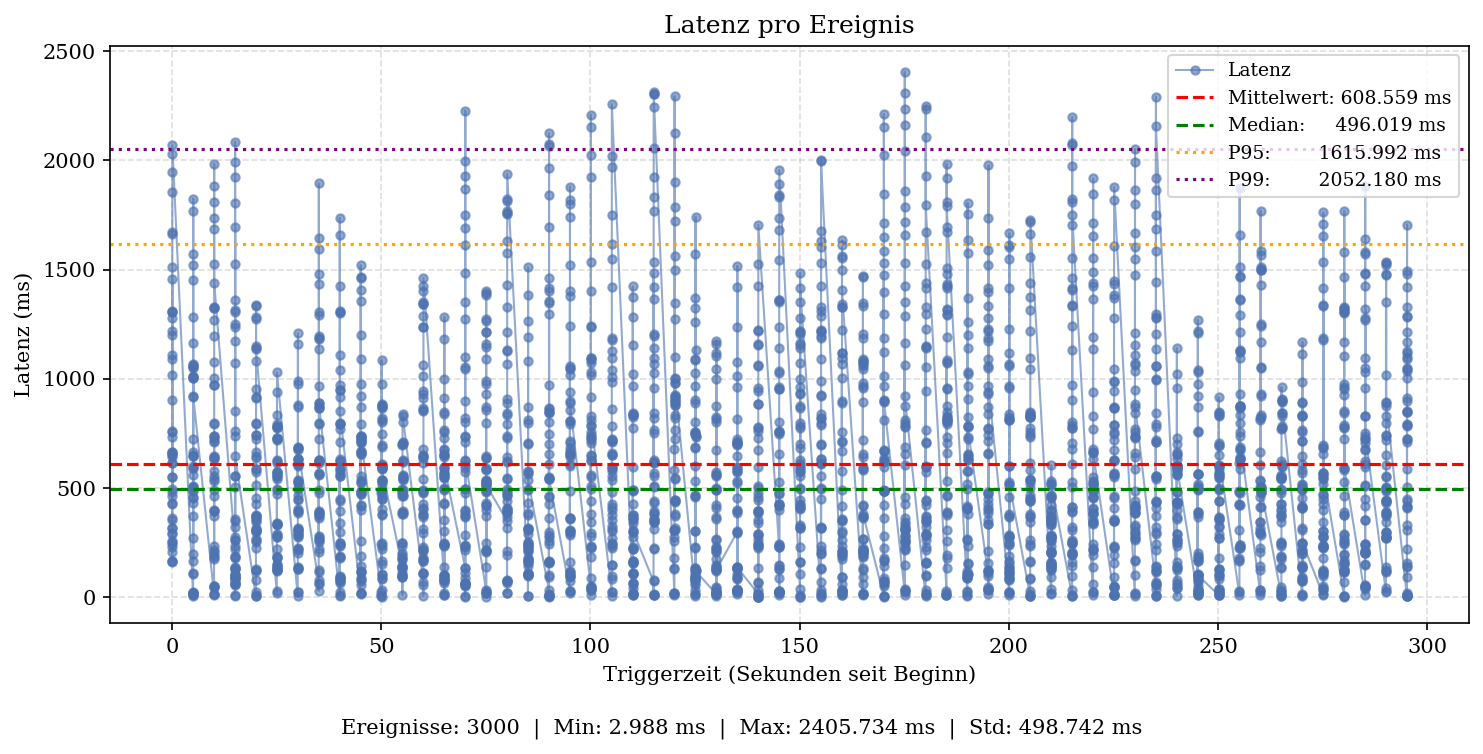 Latenz pro Ereignis
Latenz (ms)
2500
2000
1500
1000
500
0
Latenz
Mittelwert: 608.559 ms
Median: 496.019 ms
P95: 1615.992 ms
P99: 2052.180 ms
0 50 100 150 200 250 300
Triggerzeit (Sekunden seit Beginn)
Ereignisse: 3000 | Min: 2.988 ms | Max: 2405.734 ms | Std: 498.742 ms